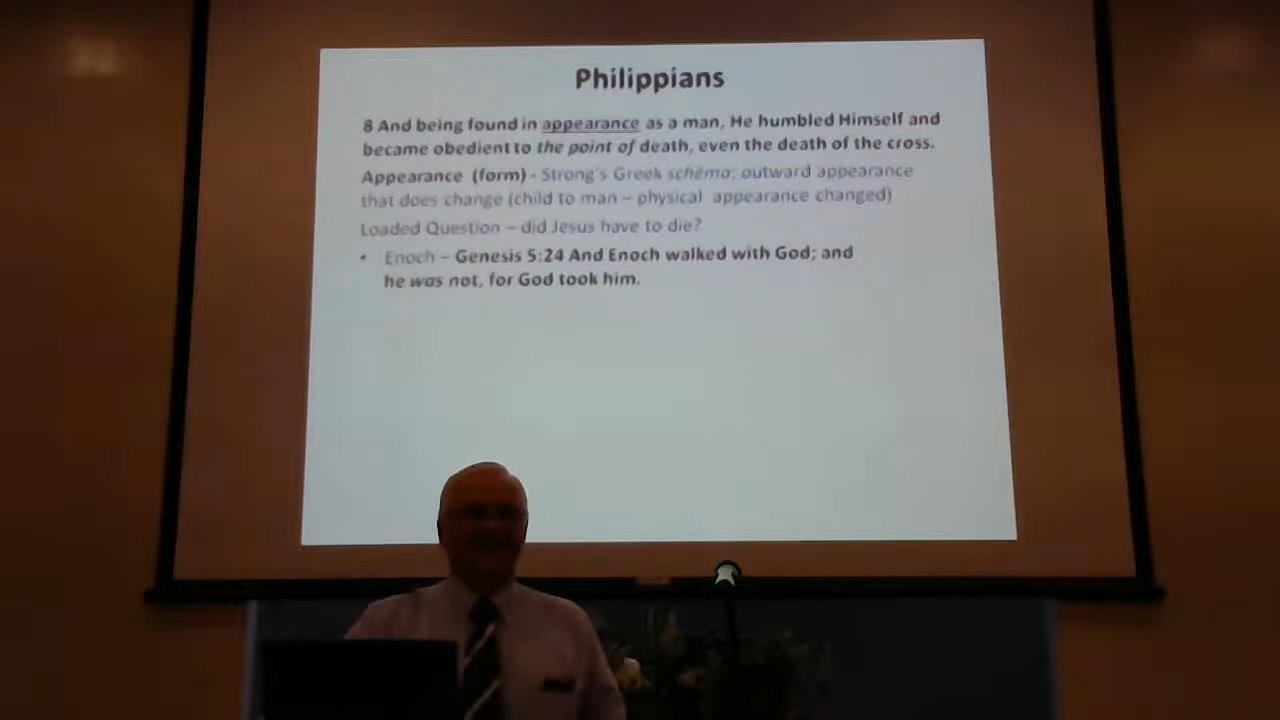 Philippians
8 And being found in appearance as a man, He humbled Himself and
became obedient to the point of death, even the death of the cross.
Appearance (form) - Strong's Greek schēma; outward appearance
that does change (child to man – physical appearance changed)
Loaded Question – did Jesus have to die?
• Enoch – Genesis 5:24 And Enoch walked with God; and
he was not, for God took him.